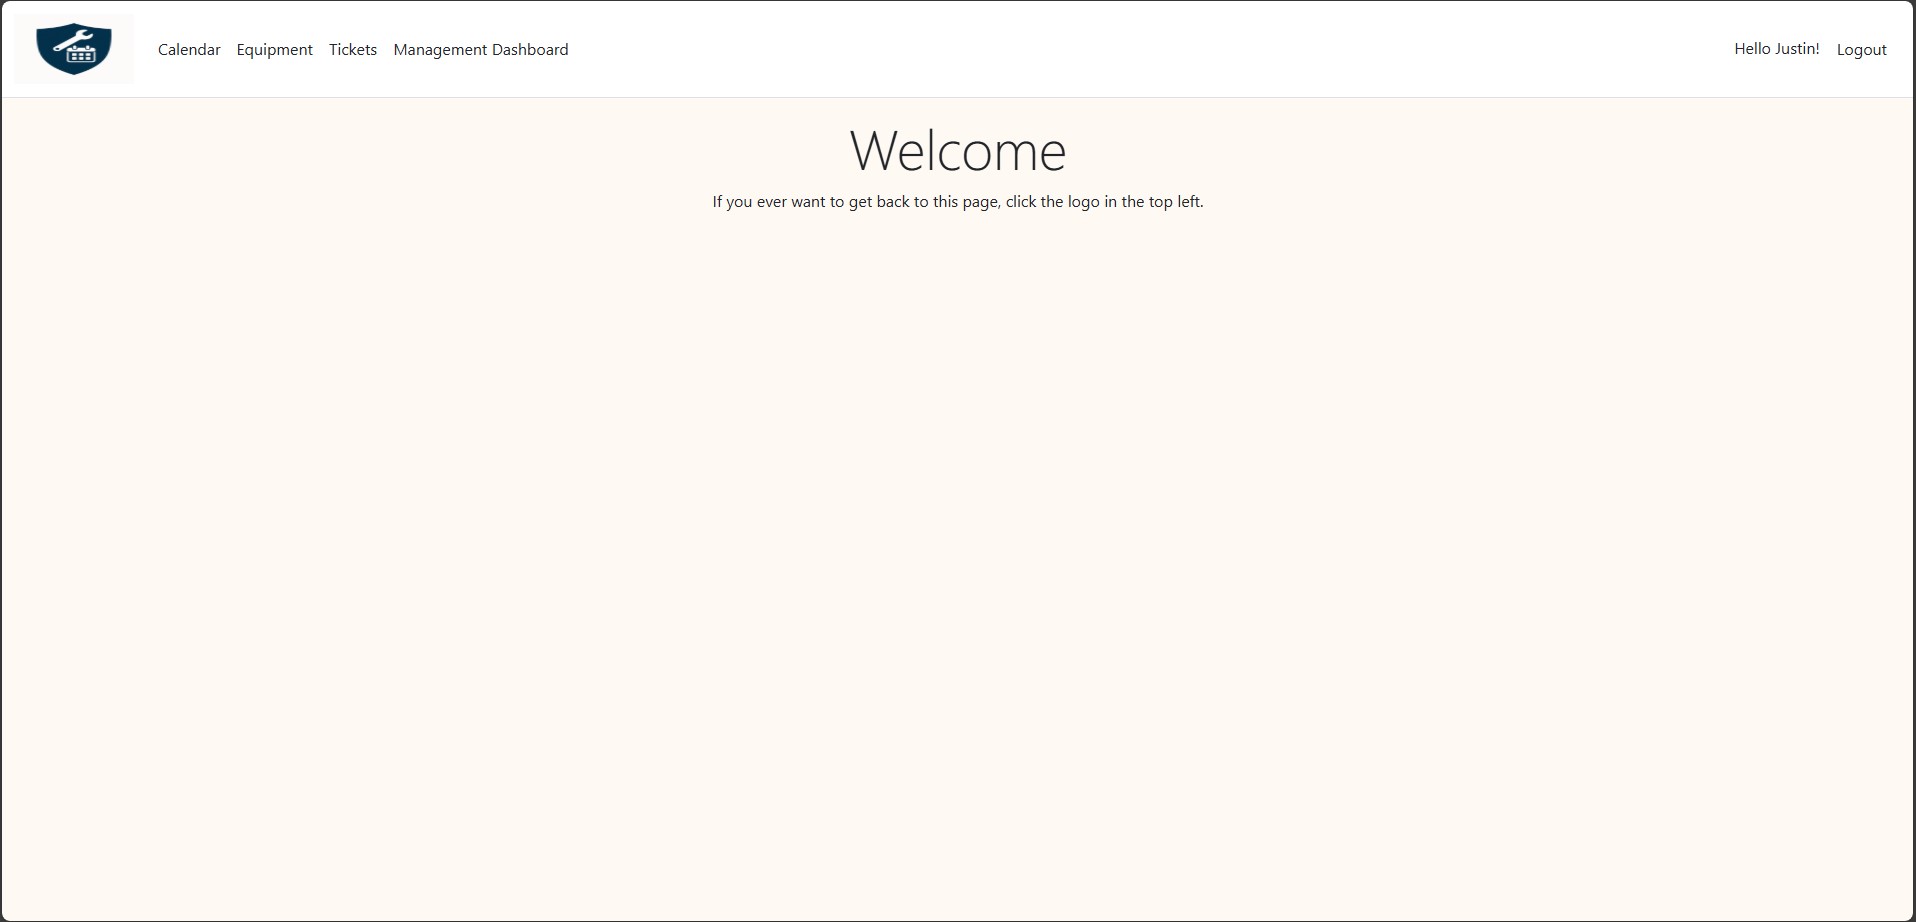 Calendar Equipment Tickets Management Dashboard Hello Justin! Logout
Welcome
If you ever want to get back to this page, click the logo in the top left.